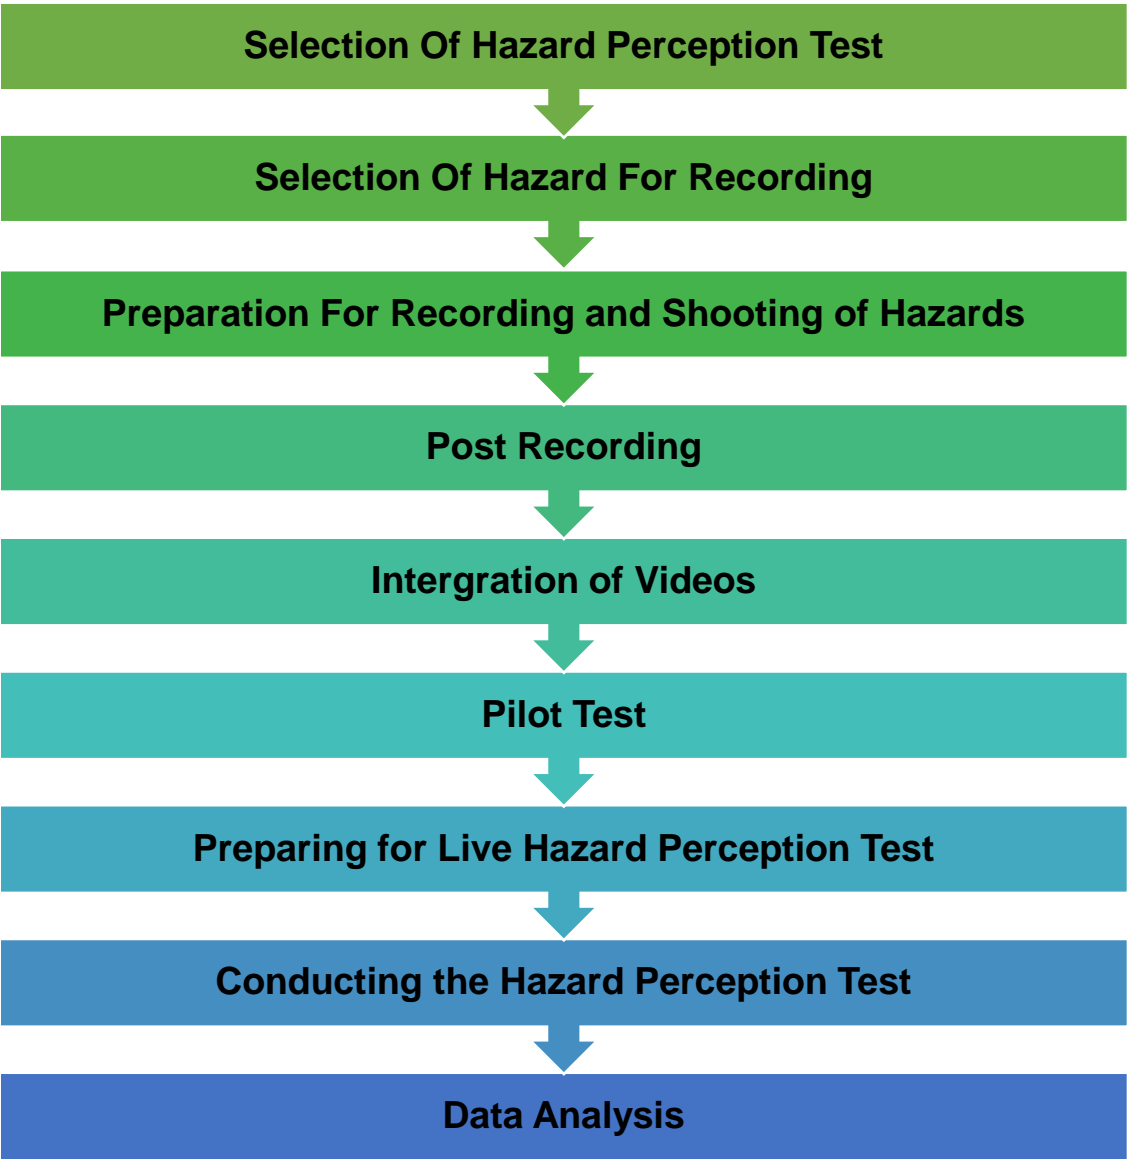 Selection Of Hazard Perception Test
Selection Of Hazard For Recording
Preparation For Recording and Shooting of Hazards
Post Recording
Intergration of Videos
Pilot Test
Preparing for Live Hazard Perception Test
Conducting the Hazard Perception Test
Data Analysis